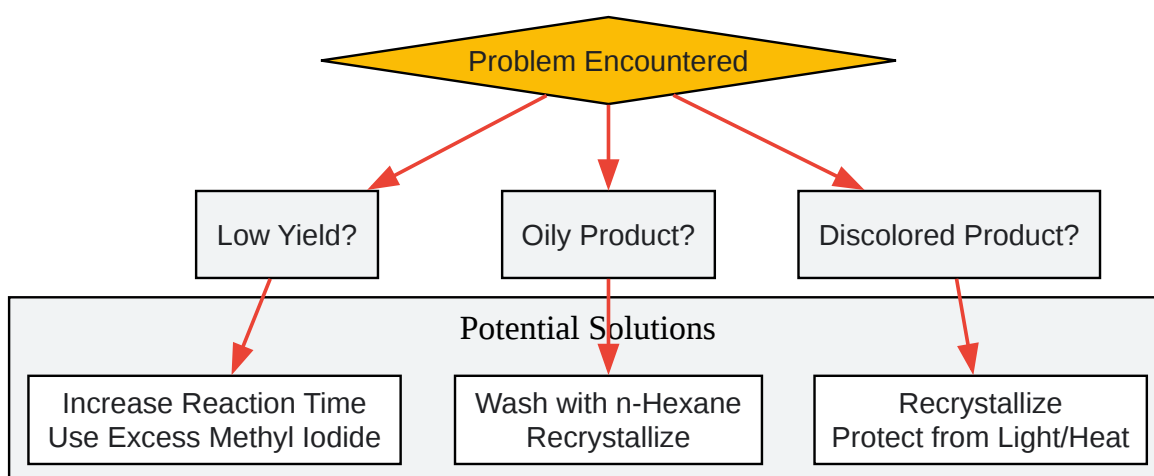 Problem Encountered
Low Yield?
Oily Product?
Discolored Product?
Potential Solutions
Increase Reaction Time
Use Excess Methyl Iodide
Wash with n-Hexane
Recrystallize
Recrystallize
Protect from Light/Heat